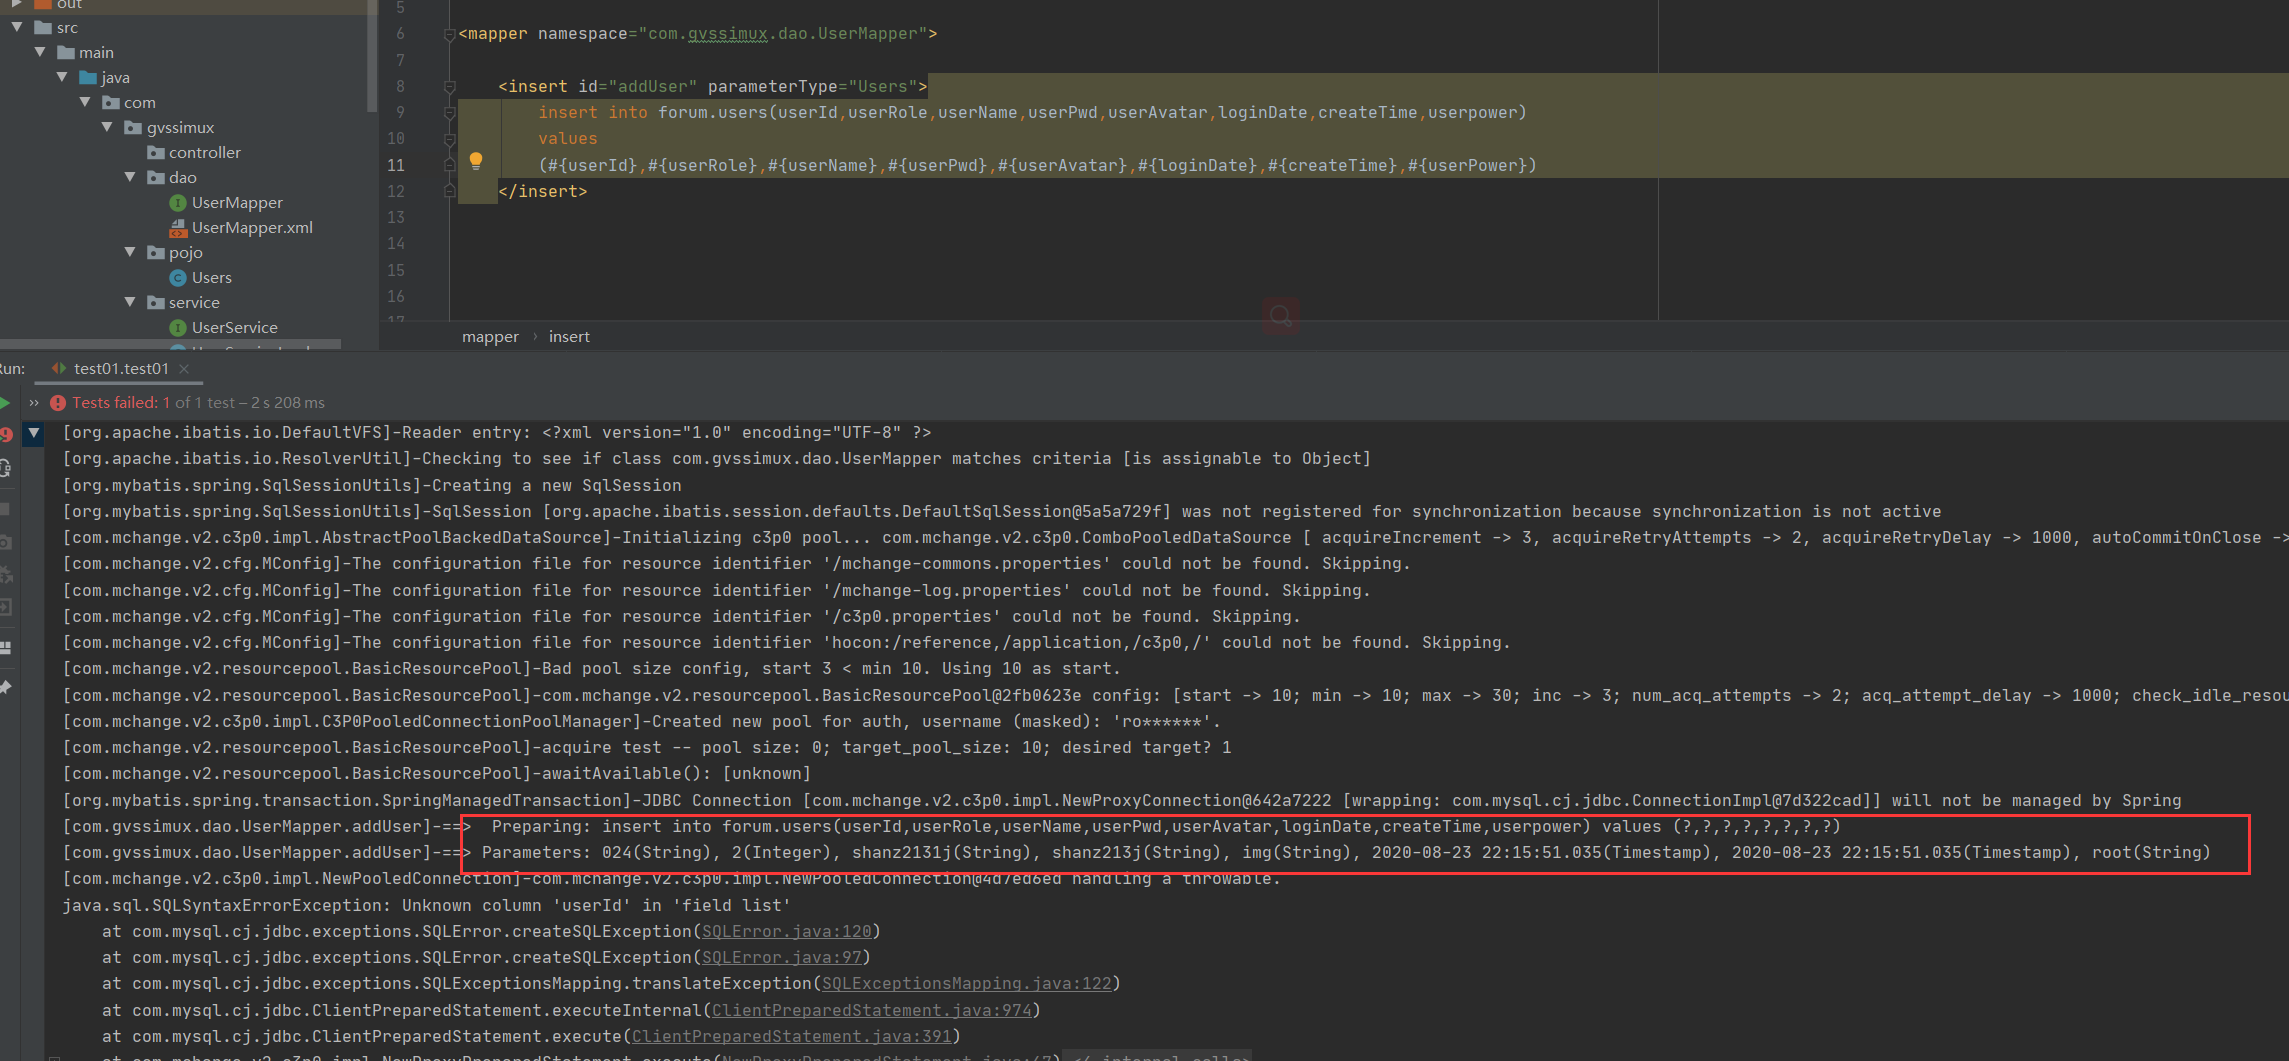 out
src
main
java
com
gvssimux
controller
dao
UserMapper
UserMapper.xml
pojo
Users
service
UserService
5
6 <mapper namespace="com.gvssimux.dao.UserMapper">
7
8 <insert id="addUser" parameterType="Users">
9 insert into forum.users(userId,userRole,userName,userPwd,userAvatar,loginDate,createTime,userpower)
10 values
11 (#{userId},#{userRole},#{userName},#{userPwd},#{userAvatar},#{loginDate},#{createTime},#{userPower})
12 </insert>
13
14
15
16
17
mapper › insert
Run: test01.test01 ×
» Tests failed: 1 of 1 test – 2 s 208 ms
[org.apache.ibatis.io.DefaultVFS]-Reader entry: <?xml version="1.0" encoding="UTF-8" ?>
[org.apache.ibatis.io.ResolverUtil]-Checking to see if class com.gvssimux.dao.UserMapper matches criteria [is assignable to Object]
[org.mybatis.spring.SqlSessionUtils]-Creating a new SqlSession
[org.mybatis.spring.SqlSessionUtils]-SqlSession [org.apache.ibatis.session.defaults.DefaultSqlSession@5a5a729f] was not registered for synchronization because synchronization is not active
[com.mchange.v2.c3p0.impl.AbstractPoolBackedDataSource]-Initializing c3p0 pool... com.mchange.v2.c3p0.ComboPooledDataSource [ acquireIncrement -> 3, acquireRetryAttempts -> 2, acquireRetryDelay -> 1000, autoCommitOnClose ->
[com.mchange.v2.cfg.MConfig]-The configuration file for resource identifier '/mchange-commons.properties' could not be found. Skipping.
[com.mchange.v2.cfg.MConfig]-The configuration file for resource identifier '/mchange-log.properties' could not be found. Skipping.
[com.mchange.v2.cfg.MConfig]-The configuration file for resource identifier '/c3p0.properties' could not be found. Skipping.
[com.mchange.v2.cfg.MConfig]-The configuration file for resource identifier 'hocon:/reference,/application,/c3p0,/' could not be found. Skipping.
[com.mchange.v2.resourcepool.BasicResourcePool]-Bad pool size config, start 3 < min 10. Using 10 as start.
[com.mchange.v2.resourcepool.BasicResourcePool]-com.mchange.v2.resourcepool.BasicResourcePool@2fb0623e config: [start -> 10; min -> 10; max -> 30; inc -> 3; num_acq_attempts -> 2; acq_attempt_delay -> 1000; check_idle_resou
[com.mchange.v2.c3p0.impl.C3P0PooledConnectionPoolManager]-Created new pool for auth, username (masked): 'ro******'.
[com.mchange.v2.resourcepool.BasicResourcePool]-acquire test -- pool size: 0; target_pool_size: 10; desired target? 1
[com.mchange.v2.resourcepool.BasicResourcePool]-awaitAvailable(): [unknown]
[org.mybatis.spring.transaction.SpringManagedTransaction]-JDBC Connection [com.mchange.v2.c3p0.impl.NewProxyConnection@642a7222 [wrapping: com.mysql.cj.jdbc.ConnectionImpl@7d322cad]] will not be managed by Spring
[com.gvssimux.dao.UserMapper.addUser]-==>  Preparing: insert into forum.users(userId,userRole,userName,userPwd,userAvatar,loginDate,createTime,userpower) values (?,?,?,?,?,?,?,?)
[com.gvssimux.dao.UserMapper.addUser]-==> Parameters: 024(String), 2(Integer), shanz2131j(String), shanz213j(String), img(String), 2020-08-23 22:15:51.035(Timestamp), 2020-08-23 22:15:51.035(Timestamp), root(String)
[com.mchange.v2.c3p0.impl.NewPooledConnection]-com.mchange.v2.c3p0.impl.NewPooledConnection@4d7ed6ed handling a throwable.
java.sql.SQLSyntaxErrorException: Unknown column 'userId' in 'field list'
at com.mysql.cj.jdbc.exceptions.SQLError.createSQLException(SQLError.java:120)
at com.mysql.cj.jdbc.exceptions.SQLError.createSQLException(SQLError.java:97)
at com.mysql.cj.jdbc.exceptions.SQLExceptionsMapping.translateException(SQLExceptionsMapping.java:122)
at com.mysql.cj.jdbc.ClientPreparedStatement.executeInternal(ClientPreparedStatement.java:974)
at com.mysql.cj.jdbc.ClientPreparedStatement.execute(ClientPreparedStatement.java:391)
at com.mchange.v2.c3p0.impl.NewProxyPreparedStatement.execute(NewProxyPreparedStatement.java:67) <4 internal calls>